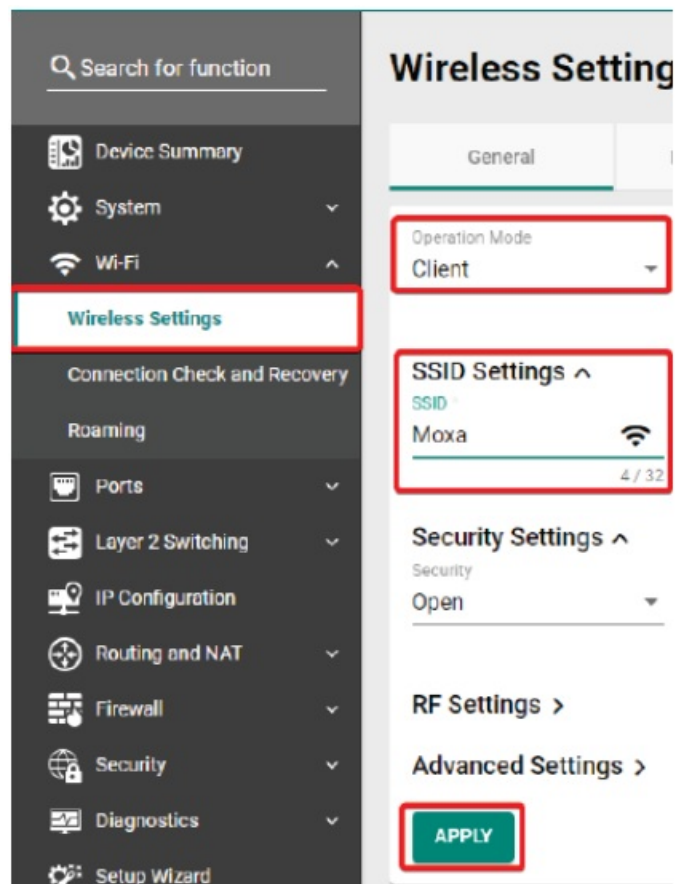 Search for function
Device Summary
System
Wi-Fi
Wireless Settings
Connection Check and Recovery
Roaming
Ports
Layer 2 Switching
IP Configuration
Routing and NAT
Firewall
Security
Diagnostics
Setup Wizard
Wireless Setting
General
Operation Mode
Client
SSID Settings
SSID *
Moxa
4 / 32
Security Settings
Security
Open
RF Settings >
Advanced Settings >
APPLY